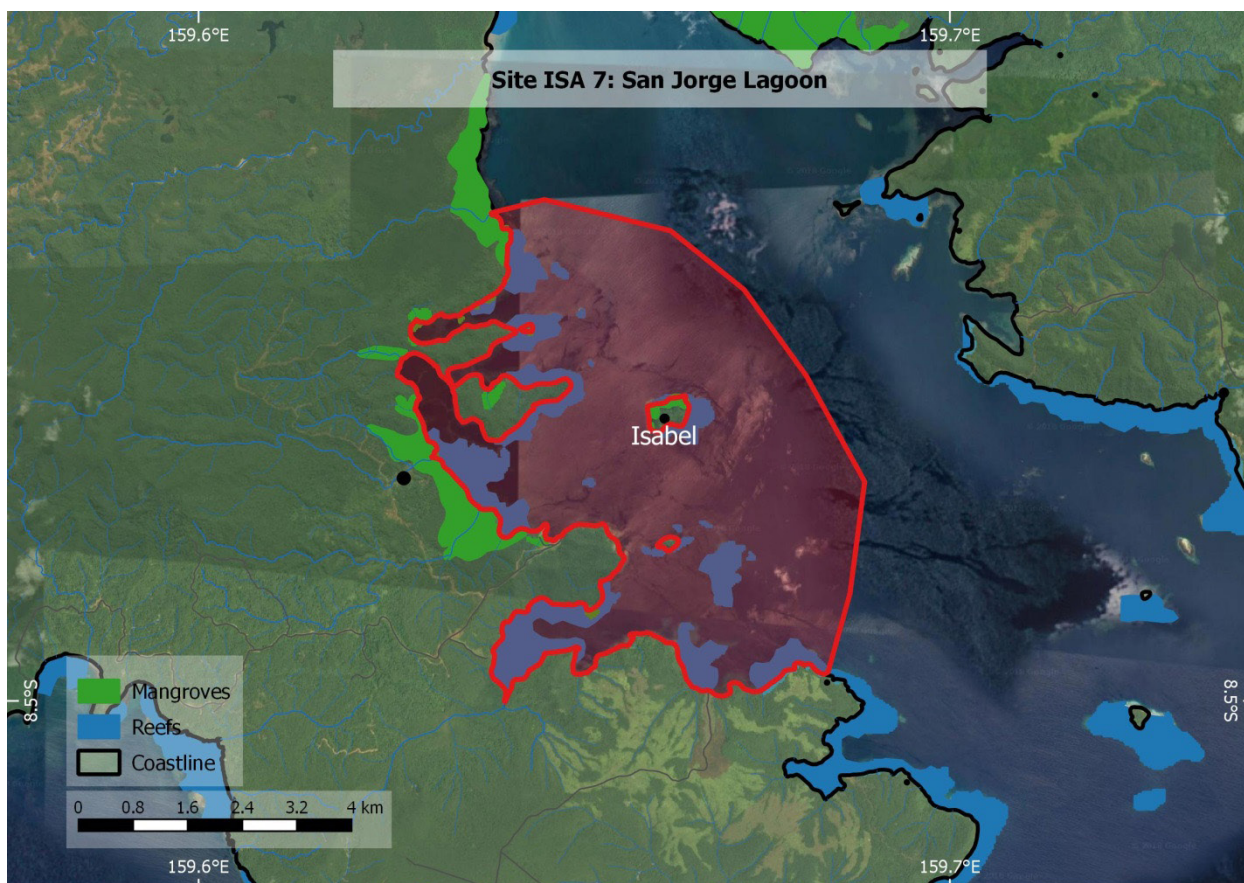 159.6°E
159.7°E
Site ISA 7: San Jorge Lagoon
Isabel
8.5°S
8.5°S
Mangroves
Reefs
Coastline
0 0.8 1.6 2.4 3.2 4 km
159.6°E
159.7°E